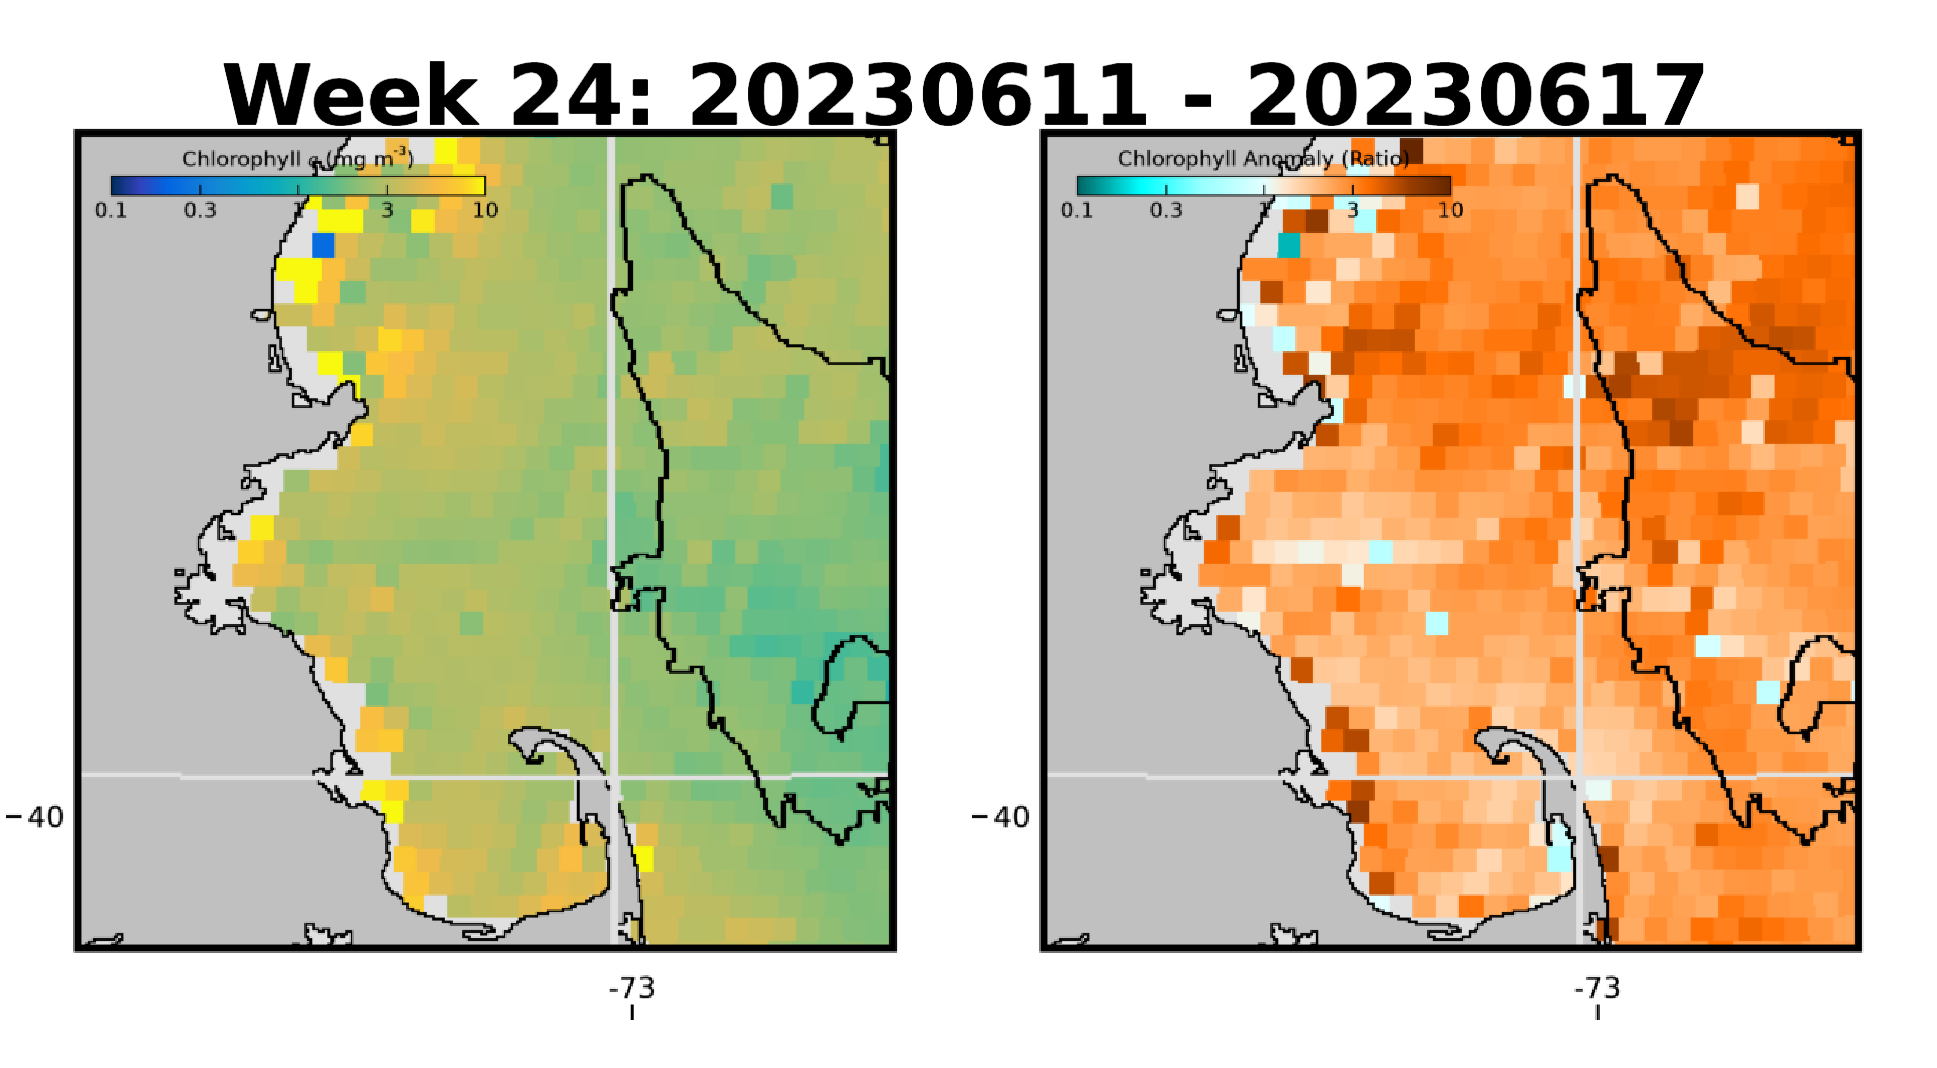 Week 24: 20230611 - 20230617
Chlorophyll a (mg m-3)
0.1 0.3 1 3 10
Chlorophyll Anomaly (Ratio)
0.1 0.3 1 3 10
−40
−40
-73
-73